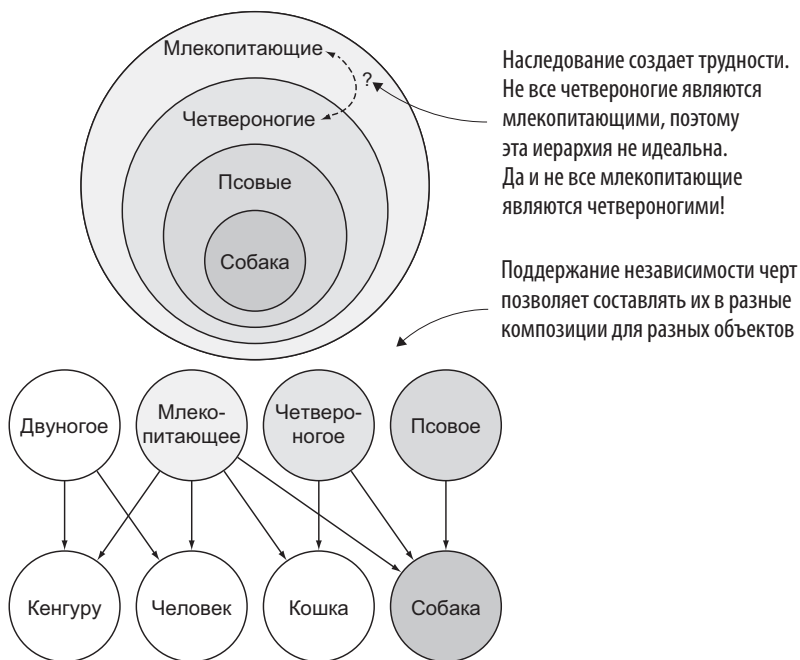 Млекопитающие
?
Четвероногие
Псовые
Собака
Наследование создает трудности.
Не все четвероногие являются
млекопитающими, поэтому
эта иерархия не идеальна.
Да и не все млекопитающие
являются четвероногими!
Поддержание независимости черт
позволяет составлять их в разные
композиции для разных объектов
Двуногое
Млеко-
питающее
Четверо-
ногое
Псовое
Кенгуру
Человек
Кошка
Собака